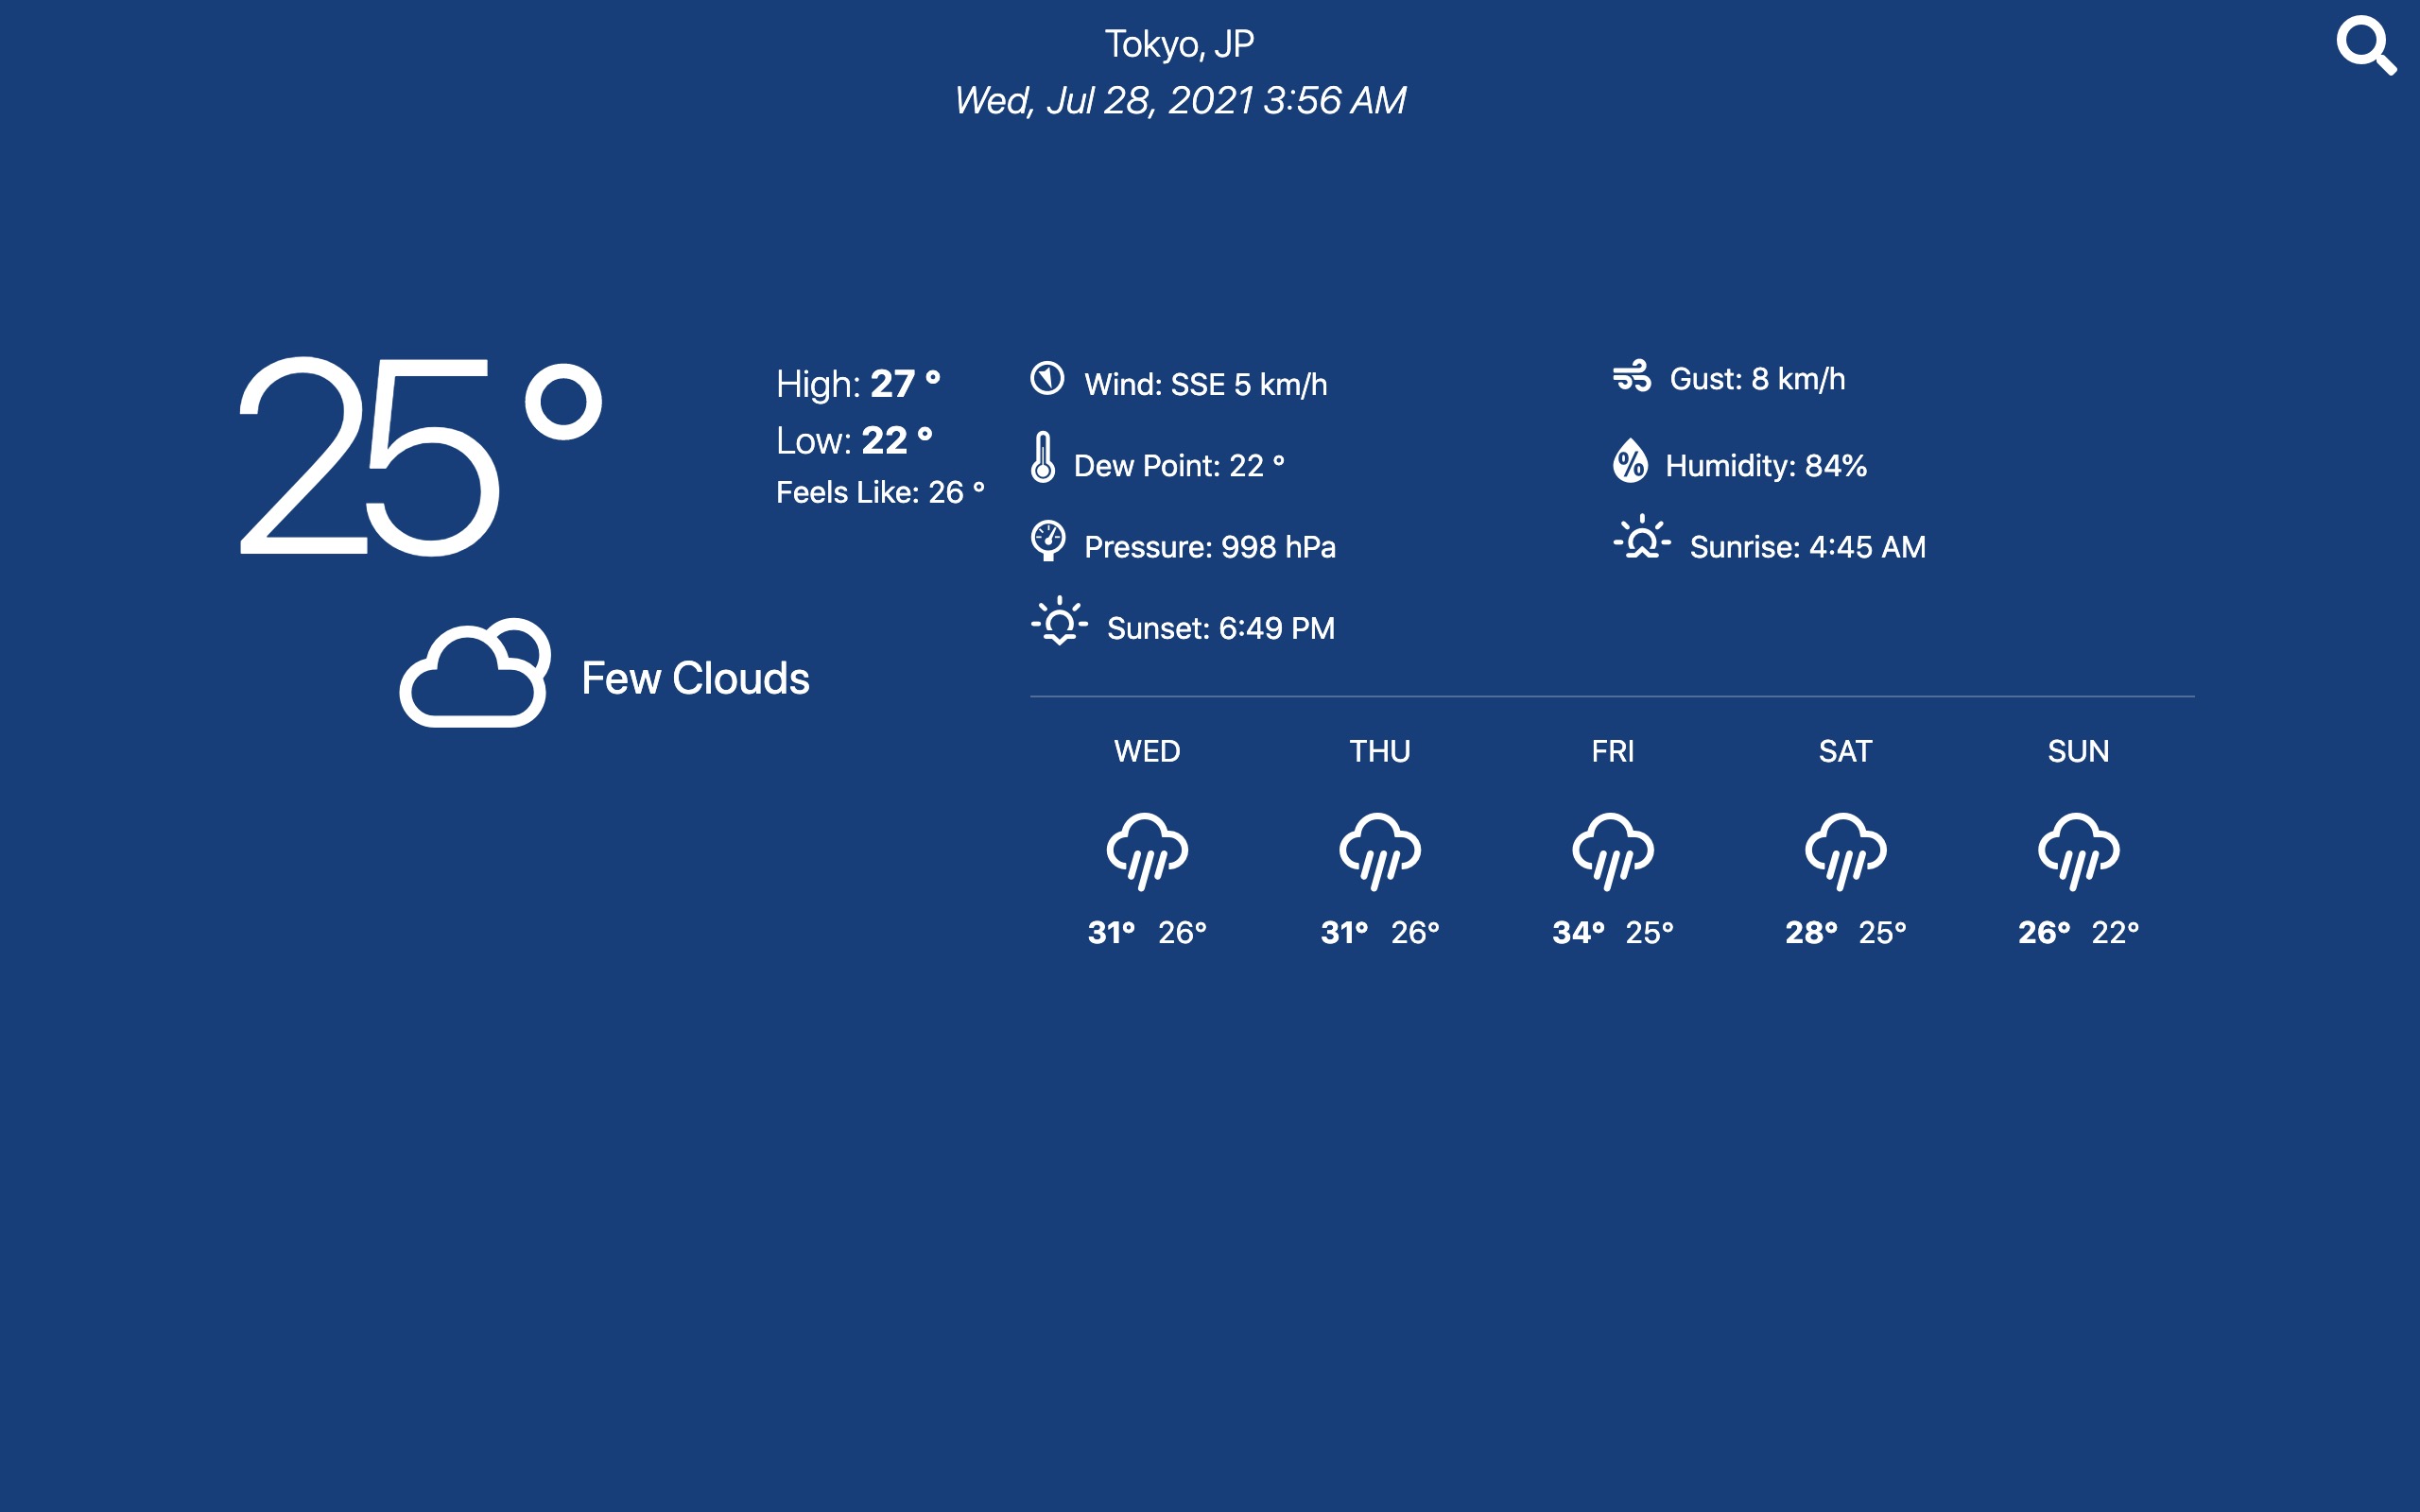 Tokyo, JP
Wed, Jul 28, 2021 3:56 AM
25°
High: 27 °
Low: 22 °
Feels Like: 26 °
Few Clouds
Wind: SSE 5 km/h
Gust: 8 km/h
Dew Point: 22 °
% Humidity: 84%
Pressure: 998 hPa
Sunrise: 4:45 AM
Sunset: 6:49 PM
WED THU FRI SAT SUN
31° 26° 31° 26° 34° 25° 28° 25° 26° 22°